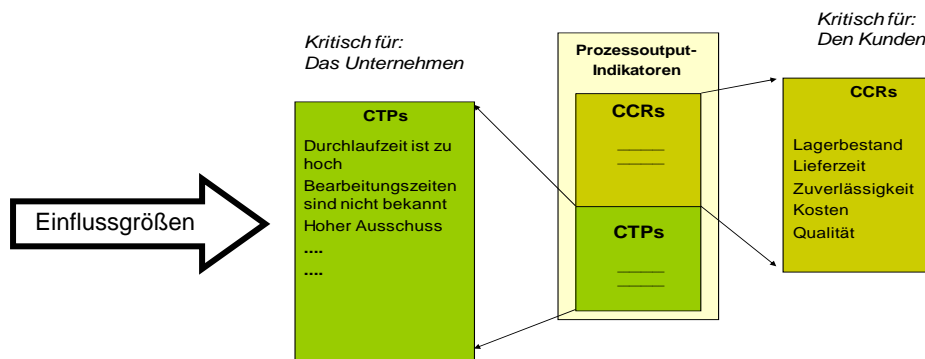 Einflussgrößen
Kritisch für:
Das Unternehmen
CTPs
Durchlaufzeit ist zu
hoch
Bearbeitungszeiten
sind nicht bekannt
Hoher Ausschuss
....
....
Prozessoutput-
Indikatoren
CCRs
CTPs
Kritisch für:
Den Kunden
CCRs
Lagerbestand
Lieferzeit
Zuverlässigkeit
Kosten
Qualität